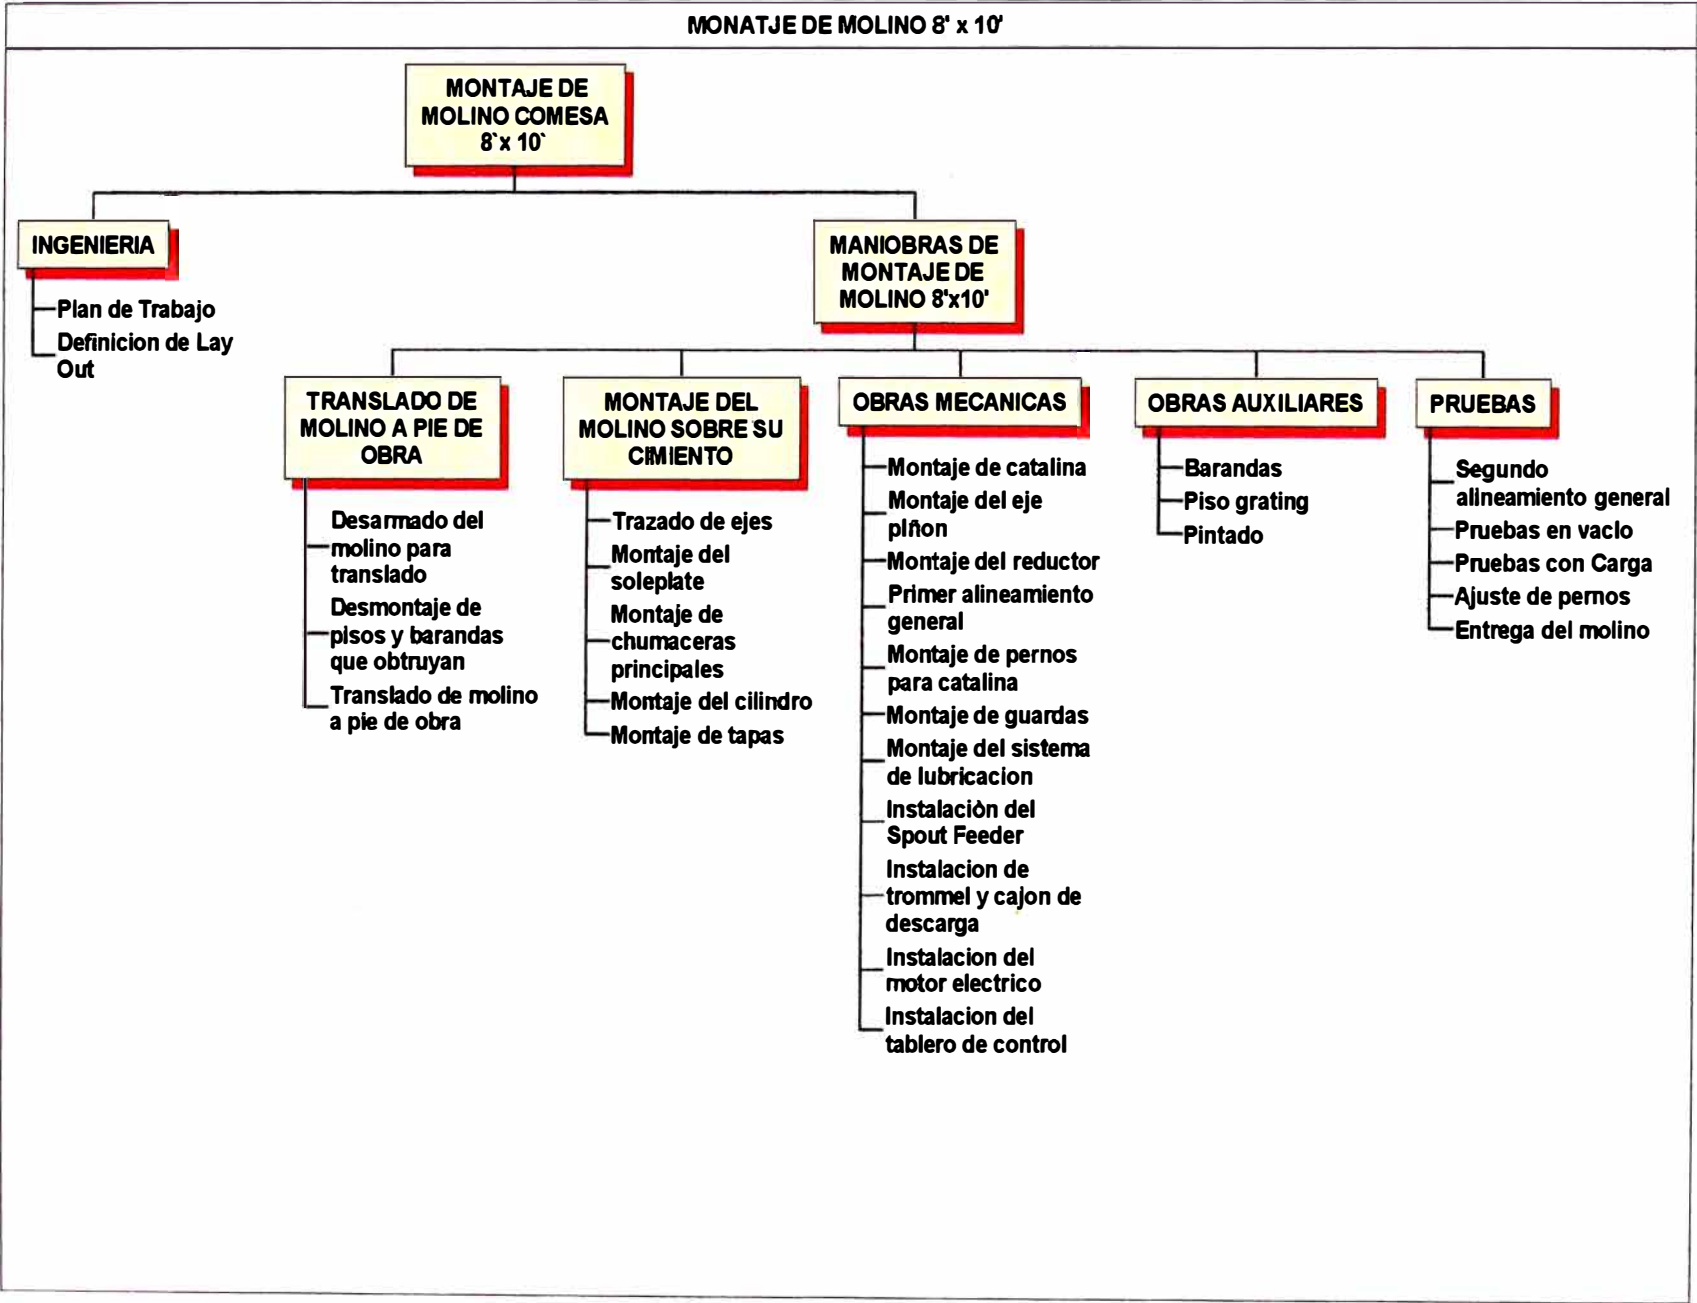 MONATJE DE MOLINO 8' x 10'
MONTAJE DE
MOLINO COMESA
8`x 10`
INGENIERIA
Plan de Trabajo
Definicion de Lay
Out
MANIOBRAS DE
MONTAJE DE
MOLINO 8'x10'
TRANSLADO DE
MOLINO A PIE DE
OBRA
Desarmado del
molino para
translado
Desmontaje de
pisos y barandas
que obtruyan
Translado de molino
a pie de obra
MONTAJE DEL
MOLINO SOBRE SU
CIMIENTO
Trazado de ejes
Montaje del
soleplate
Montaje de
chumaceras
principales
Montaje del cilindro
Montaje de tapas
OBRAS MECANICAS
Montaje de catalina
Montaje del eje
piñon
Montaje del reductor
Primer alineamiento
general
Montaje de pernos
para catalina
Montaje de guardas
Montaje del sistema
de lubricacion
Instalaciòn del
Spout Feeder
Instalacion de
trommel y cajon de
descarga
Instalacion del
motor electrico
Instalacion del
tablero de control
OBRAS AUXILIARES
Barandas
Piso grating
Pintado
PRUEBAS
Segundo
alineamiento general
Pruebas en vacIo
Pruebas con Carga
Ajuste de pernos
Entrega del molino